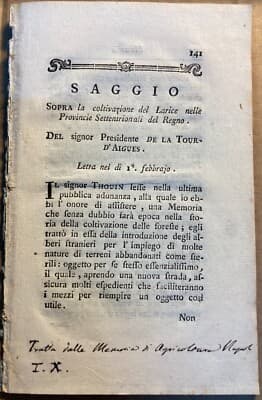 141
SAGGIO
SOPRA la coltivazione del Larice nelle
Provincie Settentrionali del Regno.
DEL signor Presidente DE LA TOUR-
D'AIGUES.
Letta nel dì 1°. febbrajo.
IL signor THOUIN lesse nella ultima
pubblica adunanza, alla quale io eb-
bi l'onore di assistere, una Memoria
che senza dubbio farà epoca nella sto-
ria della coltivazione delle foreste; egli
trattò in essa della introduzione degli al-
beri stranieri per l'impiego di molte
nature di terreni abbandonati come ste-
rili: oggetto per se stesso essenzialissimo,
il quale, aprendo una nuova strada, as-
sicura molti espedienti che faciliteranno
i mezzi per riempire un oggetto così
utile.
Non
Tratta dalle Memorie di Agricoltura
T. X.